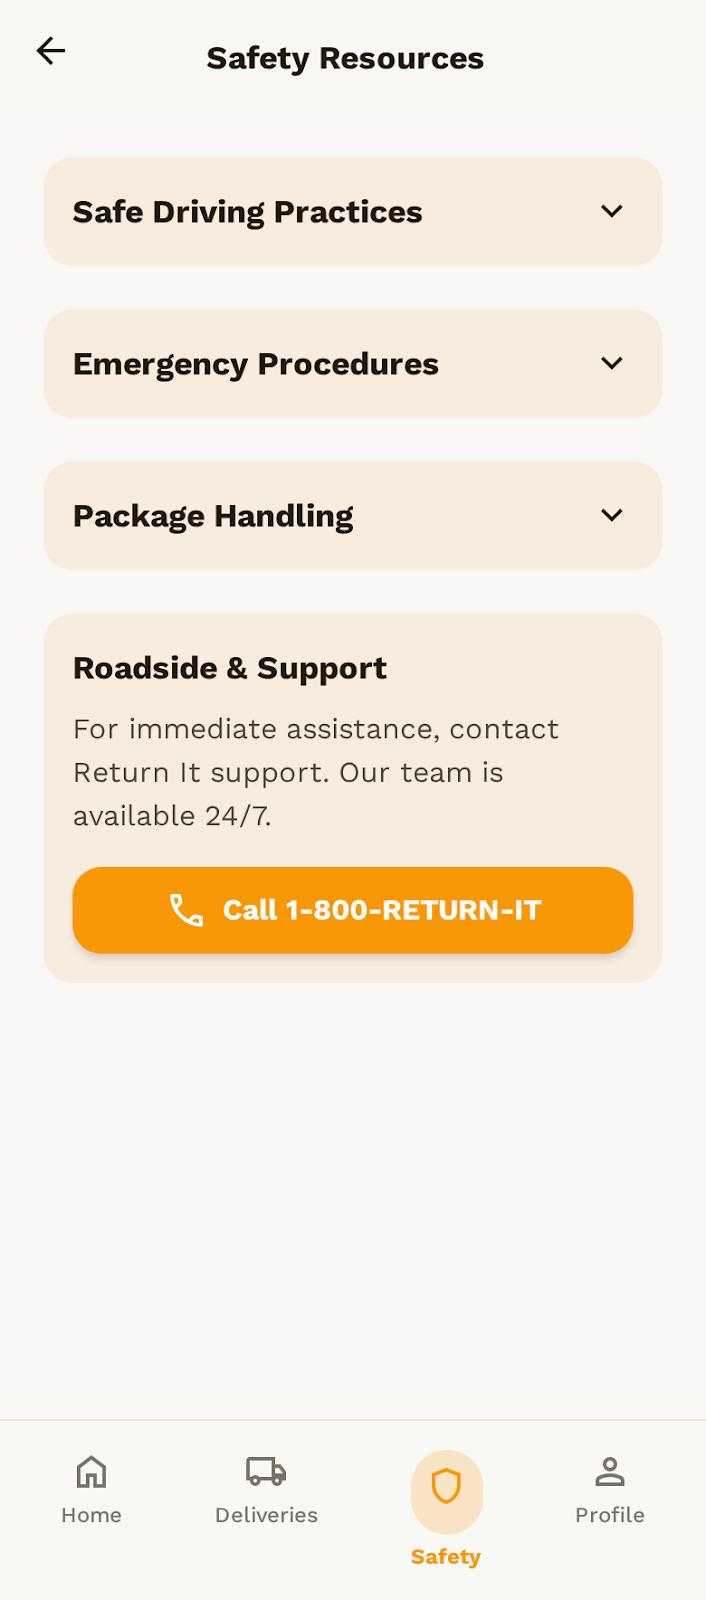 Safety Resources
Safe Driving Practices
Emergency Procedures
Package Handling
Roadside & Support
For immediate assistance, contact
Return It support. Our team is
available 24/7.
Call 1-800-RETURN-IT
Home
Deliveries
Safety
Profile